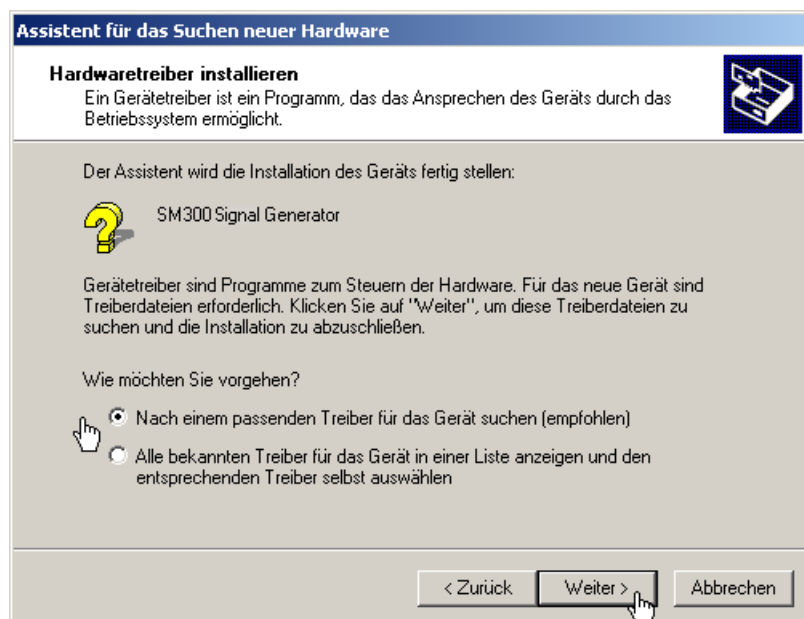 Assistent für das Suchen neuer Hardware
Hardwaretreiber installieren
Ein Gerätetreiber ist ein Programm, das das Ansprechen des Geräts durch das
Betriebssystem ermöglicht.
Der Assistent wird die Installation des Geräts fertig stellen:
SM300 Signal Generator
Gerätetreiber sind Programme zum Steuern der Hardware. Für das neue Gerät sind
Treiberdateien erforderlich. Klicken Sie auf "Weiter", um diese Treiberdateien zu
suchen und die Installation zu abzuschließen.
Wie möchten Sie vorgehen?
Nach einem passenden Treiber für das Gerät suchen (empfohlen)
Alle bekannten Treiber für das Gerät in einer Liste anzeigen und den
entsprechenden Treiber selbst auswählen
< Zurück Weiter > Abbrechen